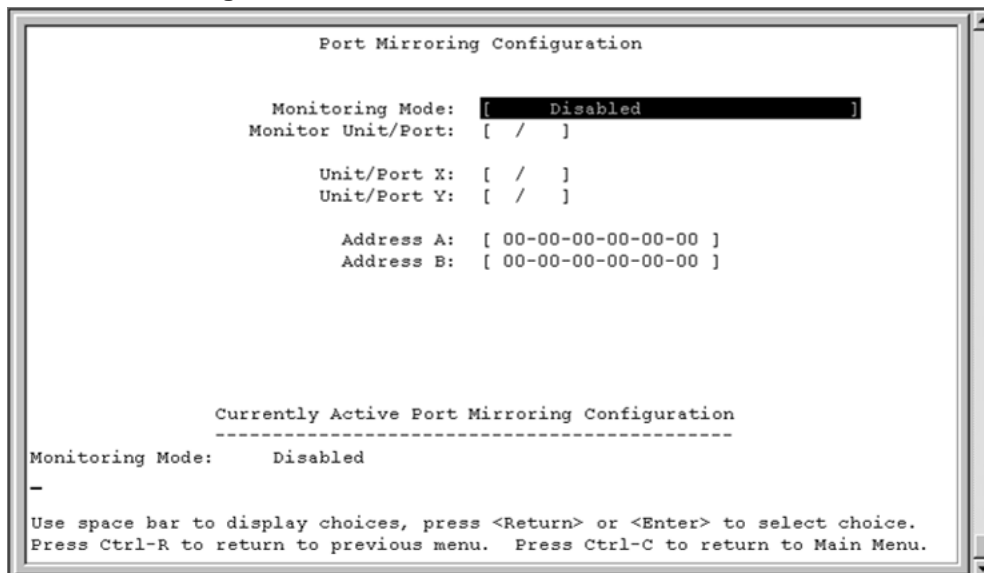 Port Mirroring Configuration
Monitoring Mode: [ Disabled ]
Monitor Unit/Port: [ / ]
Unit/Port X: [ / ]
Unit/Port Y: [ / ]
Address A: [ 00-00-00-00-00-00 ]
Address B: [ 00-00-00-00-00-00 ]
Currently Active Port Mirroring Configuration
-----------------------------------------------
Monitoring Mode: Disabled
_
Use space bar to display choices, press <Return> or <Enter> to select choice.
Press Ctrl-R to return to previous menu. Press Ctrl-C to return to Main Menu.